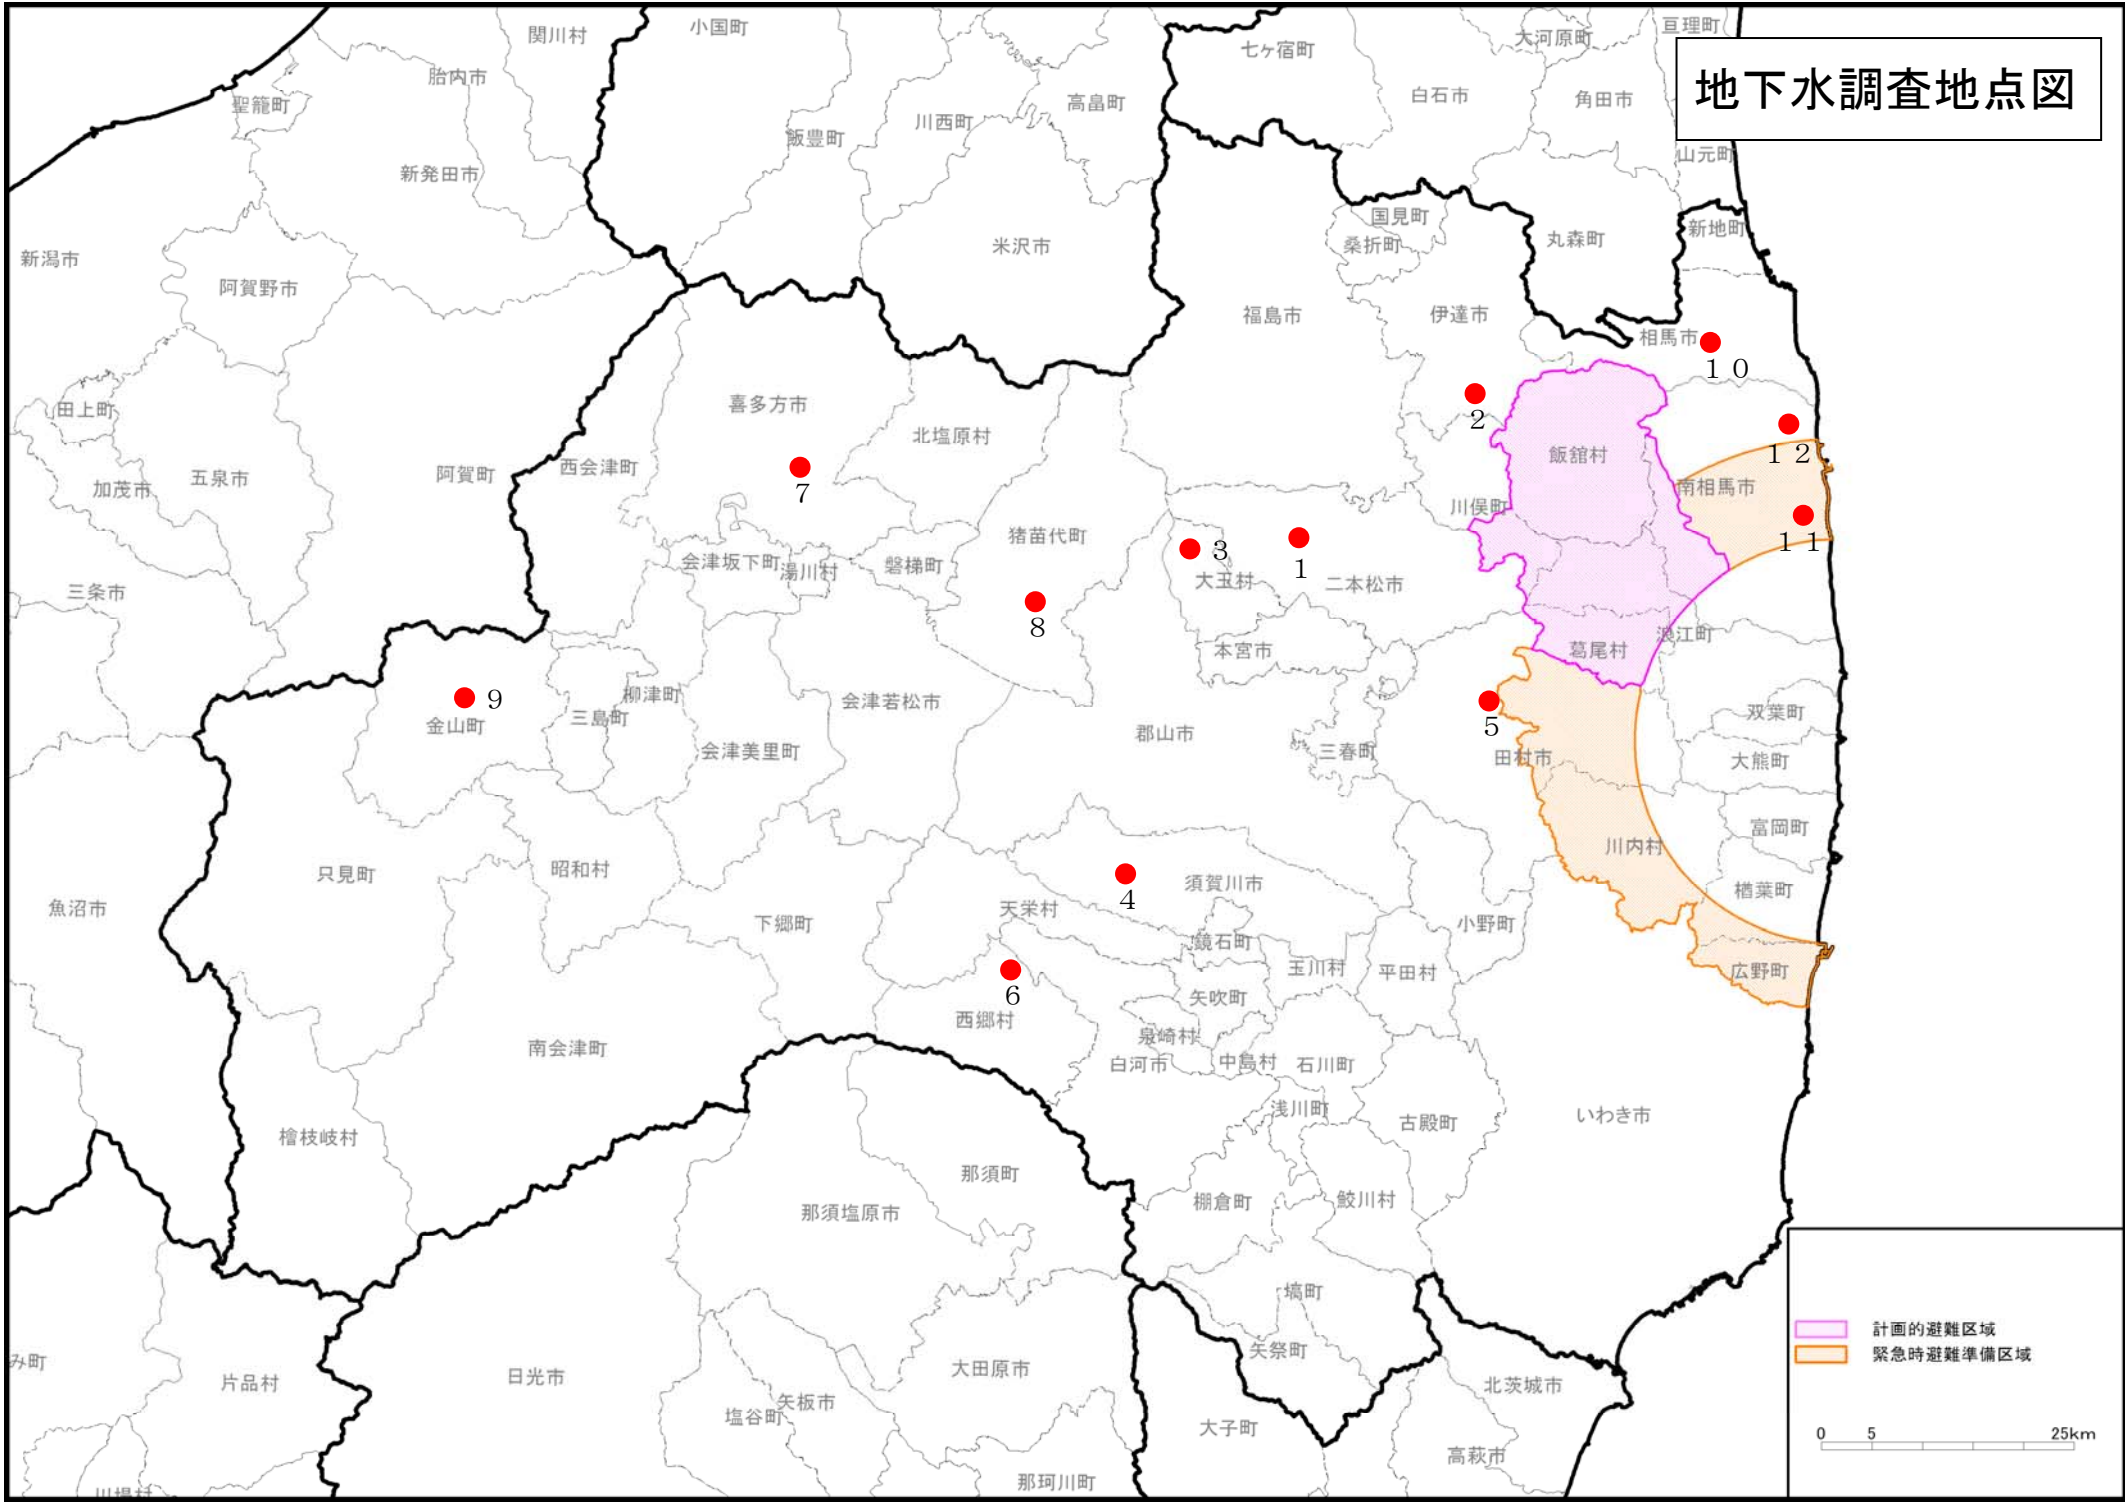 地下水調査地点図
関川村
小国町
七ヶ宿町
大河原町
亘理町
胎内市
聖籠町
高畠町
白石市
角田市
川西町
飯豊町
山元町
新発田市
国見町
新地町
丸森町
桑折町
米沢市
新潟市
阿賀野市
福島市
伊達市
相馬市
10
2
喜多方市
田上町
北塩原村
12
飯舘村
西会津町
阿賀町
五泉市
加茂市
7
南相馬市
川俣町
猪苗代町
11
3
1
会津坂下町
湯川村
磐梯町
大玉村
二本松市
三条市
8
浪江町
本宮市
葛尾村
9
柳津町
会津若松市
三島町
金山町
双葉町
5
郡山市
会津美里町
三春町
田村市
大熊町
富岡町
川内村
只見町
昭和村
須賀川市
4
楢葉町
魚沼市
天栄村
下郷町
小野町
鏡石町
玉川村
平田村
広野町
6
矢吹町
西郷村
泉崎村
南会津町
白河市
中島村
石川町
浅川町
いわき市
古殿町
檜枝岐村
那須町
棚倉町
鮫川村
那須塩原市
塙町
矢祭町
み町
片品村
日光市
大田原市
北茨城市
矢板市
塩谷町
大子町
高萩市
那珂川町
計画的避難区域
緊急時避難準備区域
0 5 25km